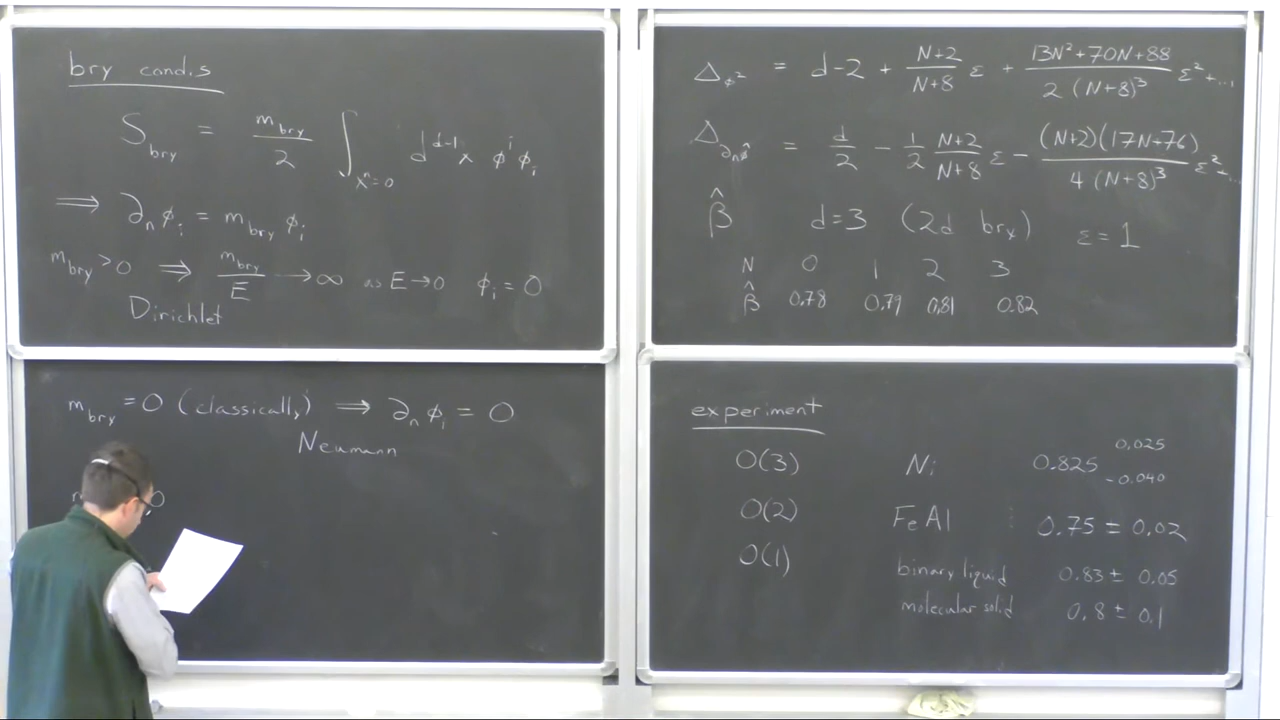 bry conds
S_bry = m_bry/2 ∫_{x^n=0} d^{d-1}x φ^i φ_i
⟹ ∂_n φ_i = m_bry φ_i
m_bry > 0 ⟹ m_bry/E → ∞ as E → 0 φ_i = 0
Dirichlet
m_bry = 0 (classically) ⟹ ∂_n φ_i = 0
Neumann
Δ_{φ²} = d-2 + (N+2)/(N+8) ε + (13N²+70N+88)/(2(N+8)³) ε² + ...
Δ_{∂_nφ̂} = d/2 - 1/2 (N+2)/(N+8) ε - (N+2)(17N+76)/(4(N+8)³) ε² + ...
β̂ d=3 (2d bry) ε=1
N 0 1 2 3
β̂ 0.78 0.79 0.81 0.82
experiment
O(3) Ni 0.825 0.025 -0.040
O(2) FeAl 0.75 ± 0.02
O(1) binary liquid 0.83 ± 0.05
molecular solid 0.8 ± 0.1